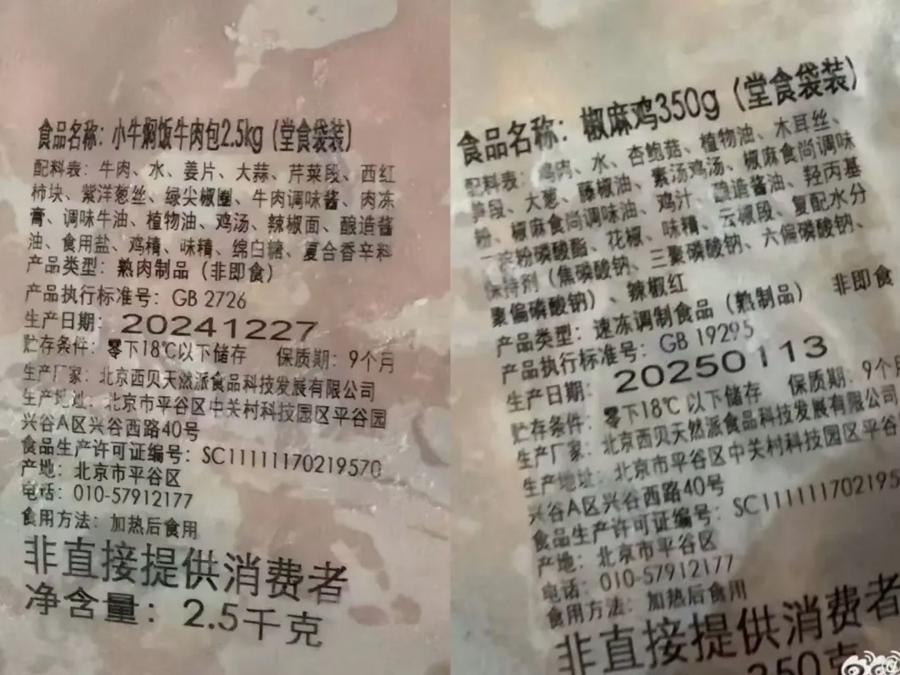 食品名称：小牛焖饭牛肉包2.5kg（堂食袋装）
配料表：牛肉、水、姜片、大蒜、芹菜段、西红
柿块、紫洋葱丝、绿尖椒圈、牛肉调味酱、肉冻
膏、调味牛油、植物油、鸡汤、辣椒面、酿造酱
油、食用盐、鸡精、味精、绵白糖、复合香辛料
产品类型：熟肉制品（非即食）
产品执行标准号：GB 2726
生产日期：20241227
贮存条件：零下18℃以下储存 保质期：9个月
生产厂家：北京西贝天然派食品科技发展有限公司
生产地址：北京市平谷区中关村科技园区平谷园
兴谷A区兴谷西路40号
食品生产许可证编号：SC11111170219570
产地：北京市平谷区
电话：010-57912177
食用方法：加热后食用
非直接提供消费者
净含量：2.5千克
食品名称：椒麻鸡350g（堂食袋装）
配料表：鸡肉、水、杏鲍菇、植物油、木耳丝、
笋段、大葱、藤椒油、素汤鸡汤、椒麻食尚调味
粉、椒麻食尚调味油、鸡汁、酿造酱油、羟丙基
二淀粉磷酸酯、花椒、味精、云椒段、复配水分
保持剂（焦磷酸钠、三聚磷酸钠、六偏磷酸钠、
聚偏磷酸钠）、辣椒红
产品类型：速冻调制食品（熟制品） 非即食
产品执行标准号：GB 19295
生产日期：20250113
贮存条件：零下18℃以下储存 保质期：9个月
生产厂家：北京西贝天然派食品科技发展有限公司
生产地址：北京市平谷区中关村科技园区平谷
兴谷A区兴谷西路40号
食品生产许可证编号：SC111111702195
产地：北京市平谷区
电话：010-57912177
食用方法：加热后食用
非直接提供消费者
350克